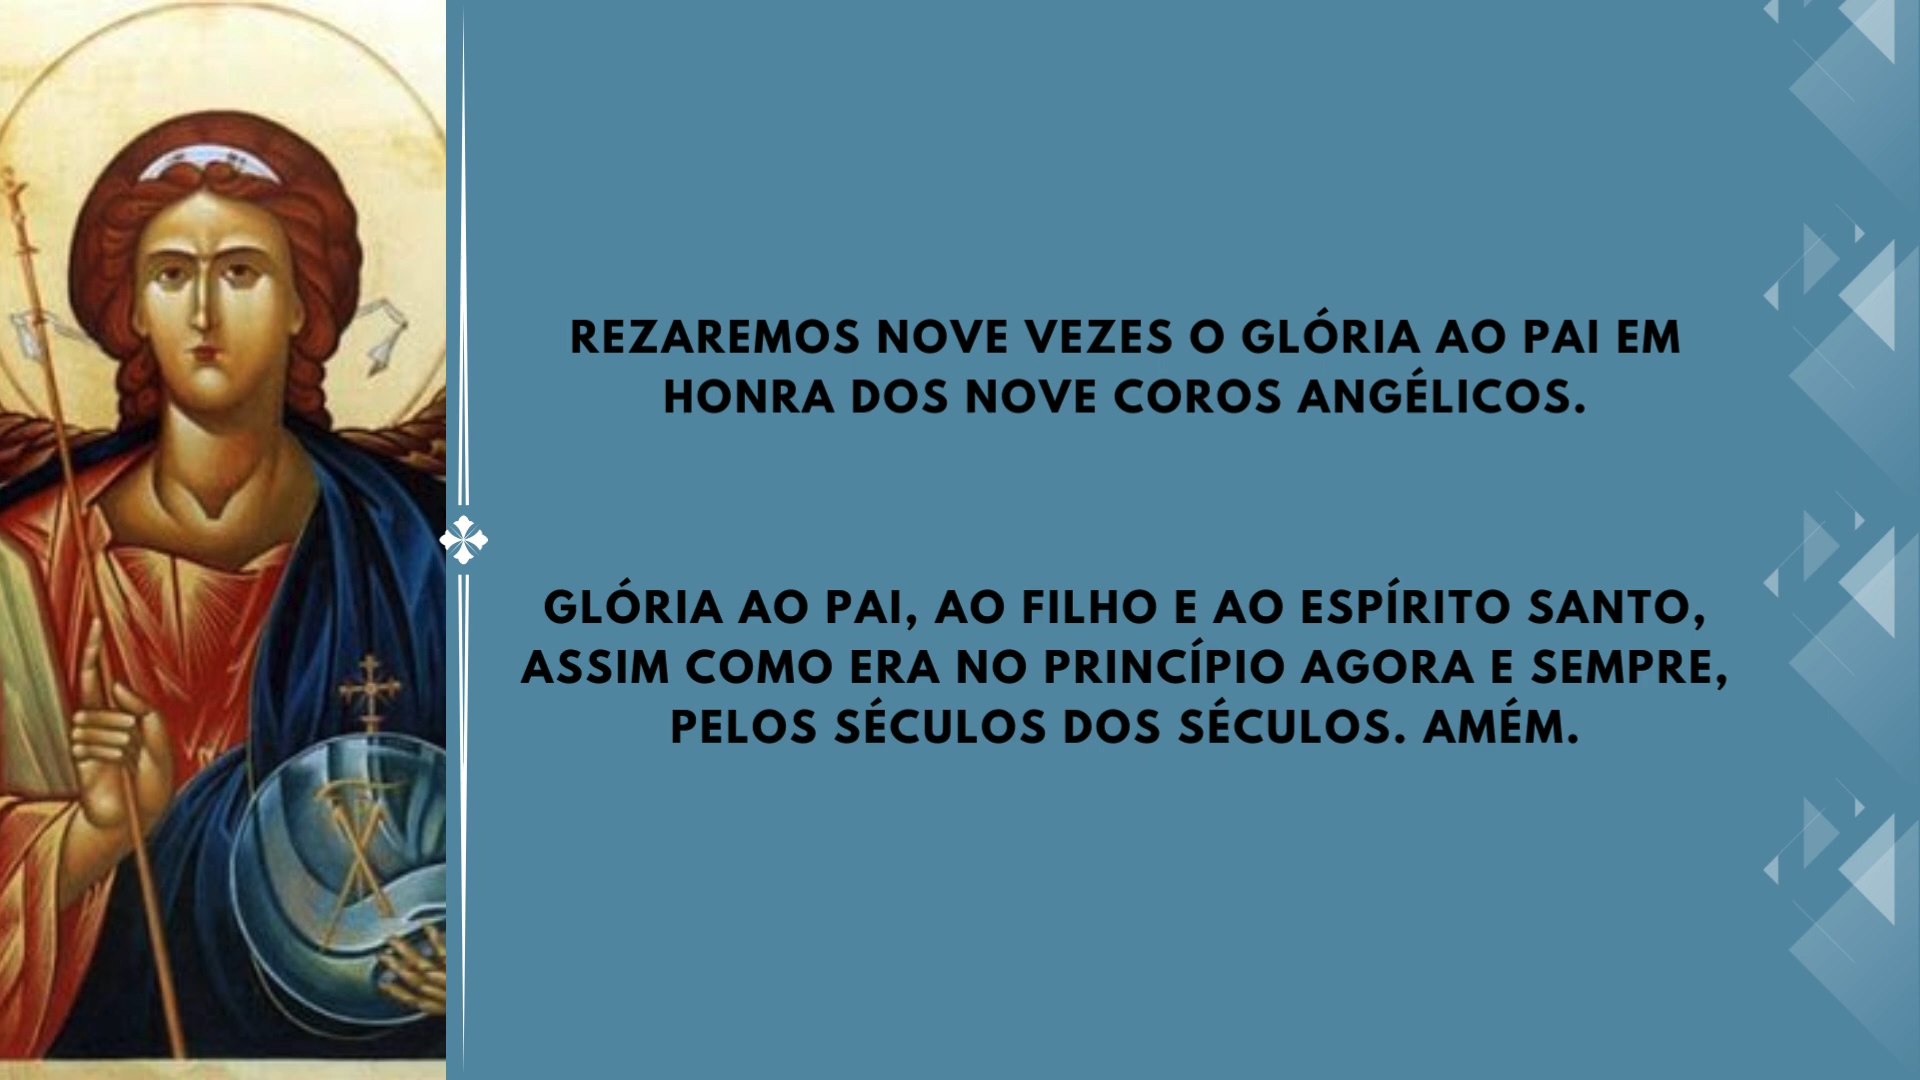 REZAREMOS NOVE VEZES O GLÓRIA AO PAI EM
HONRA DOS NOVE COROS ANGÉLICOS.
GLÓRIA AO PAI, AO FILHO E AO ESPÍRITO SANTO,
ASSIM COMO ERA NO PRINCÍPIO AGORA E SEMPRE,
PELOS SÉCULOS DOS SÉCULOS. AMÉM.